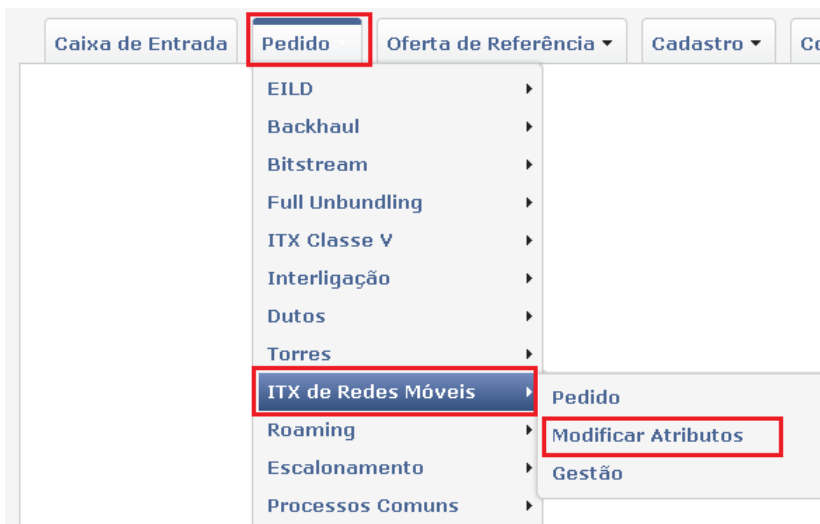 Caixa de Entrada Pedido Oferta de Referência Cadastro
EILD
Backhaul
Bitstream
Full Unbundling
ITX Classe V
Interligação
Dutos
Torres
ITX de Redes Móveis
Pedido
Roaming
Modificar Atributos
Escalonamento
Gestão
Processos Comuns